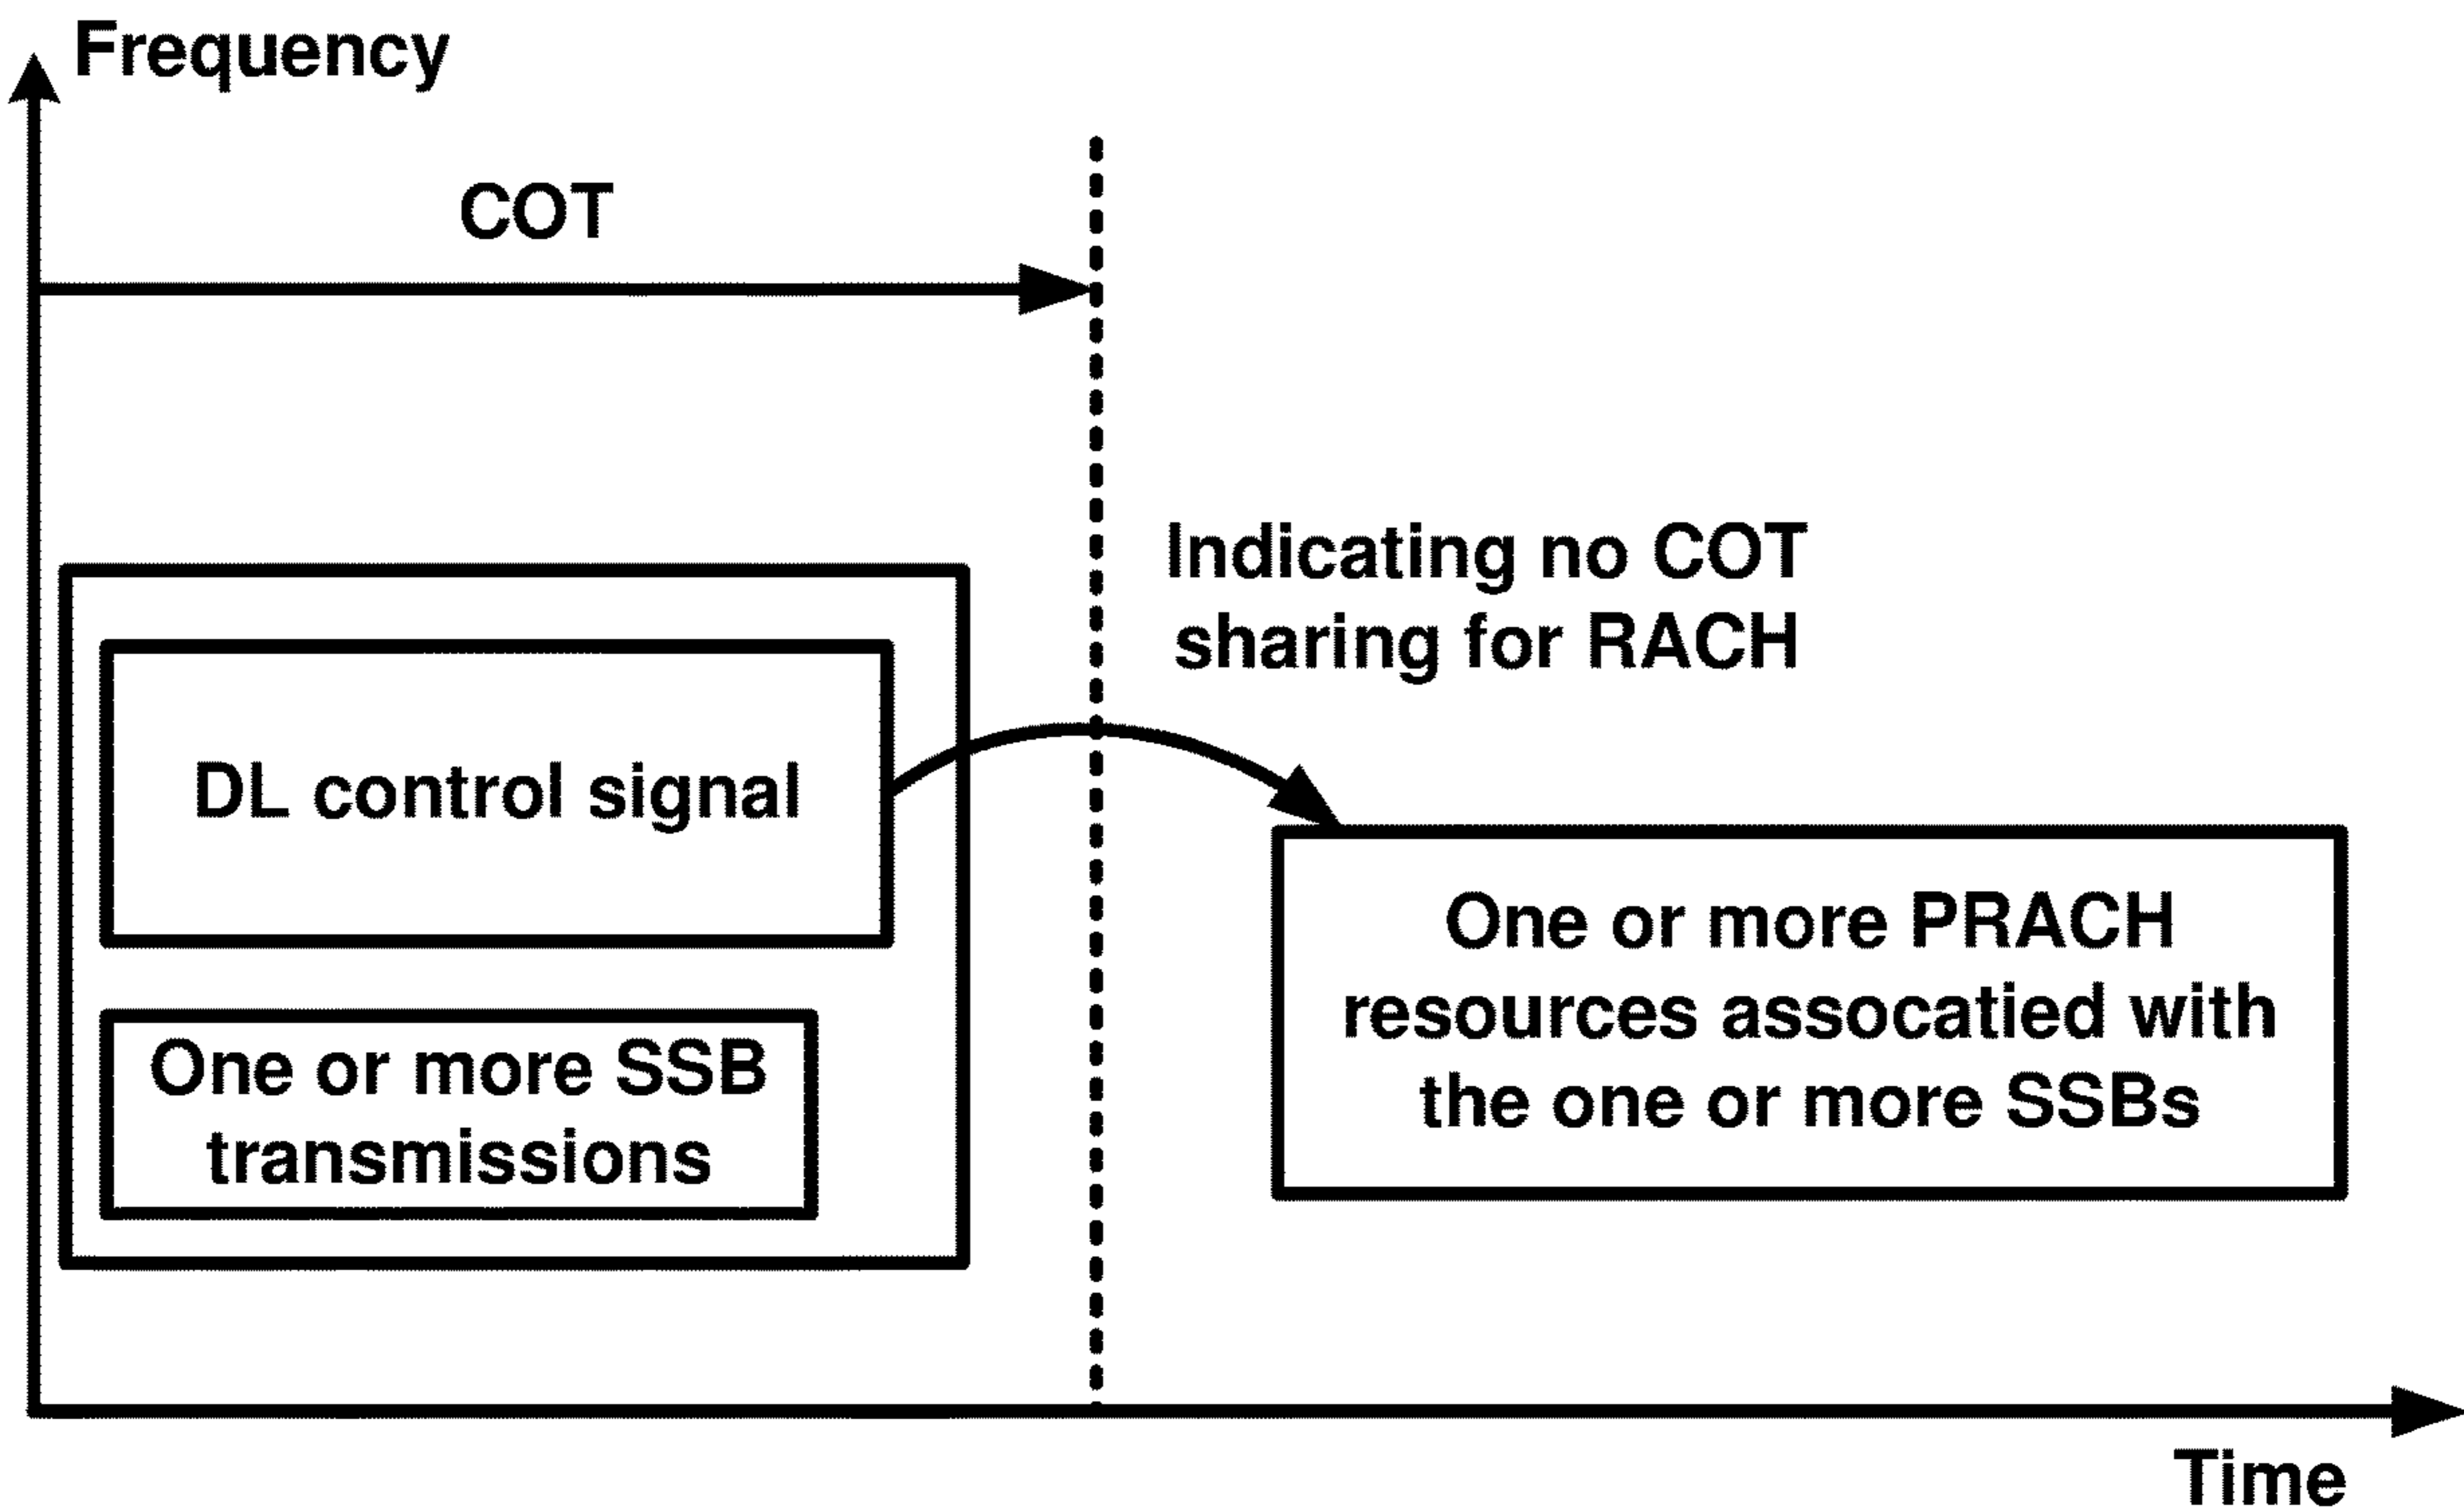 Frequency
COT
Indicating no COT
sharing for RACH
DL control signal
One or more SSB
transmissions
One or more PRACH
resources assocatied with
the one or more SSBs
Time